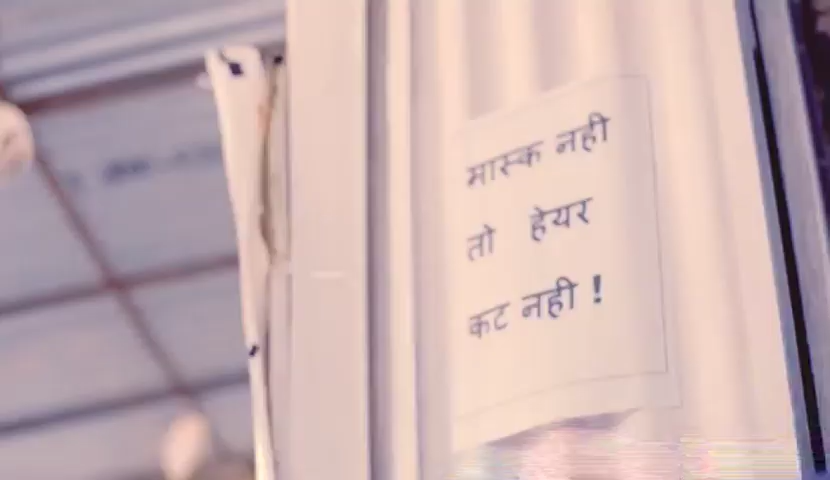 मास्क नही
तो हेयर
कट नही !